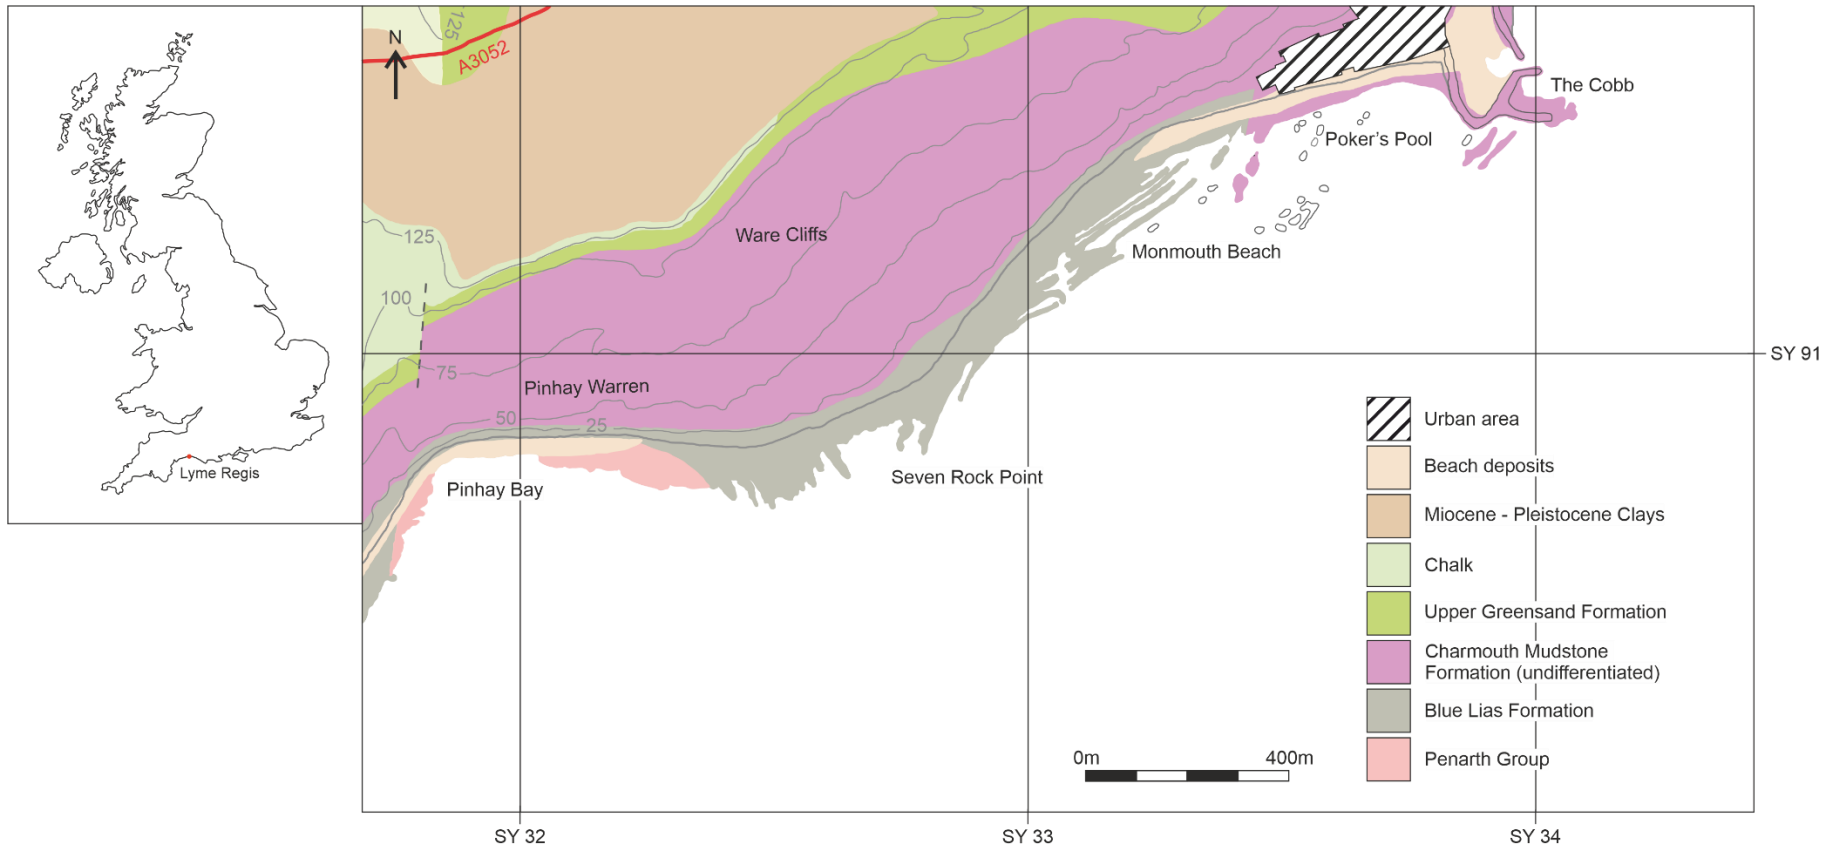 N
125
A3052
The Cobb
Poker's Pool
Ware Cliffs
125
Monmouth Beach
100
SY 91
75
Pinhay Warren
50
25
Urban area
Lyme Regis
Seven Rock Point
Beach deposits
Pinhay Bay
Miocene - Pleistocene Clays
Chalk
Upper Greensand Formation
Charmouth Mudstone
Formation (undifferentiated)
Blue Lias Formation
0m
400m
Penarth Group
SY 32
SY 33
SY 34